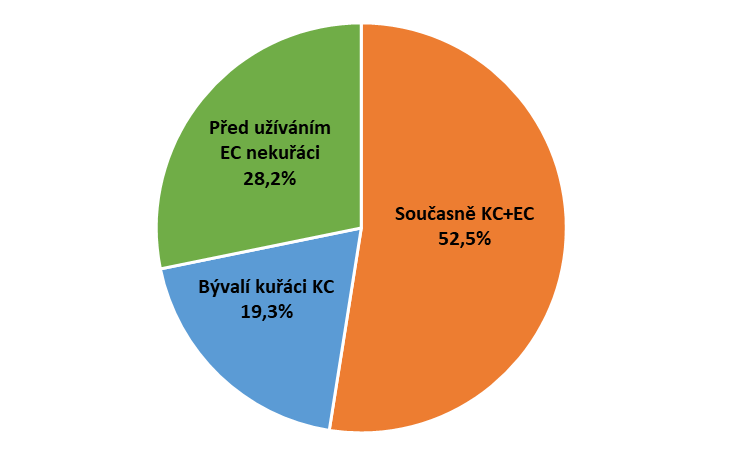 Před užíváním
EC nekuřáci
28,2%
Současně KC+EC
52,5%
Bývalí kuřáci KC
19,3%